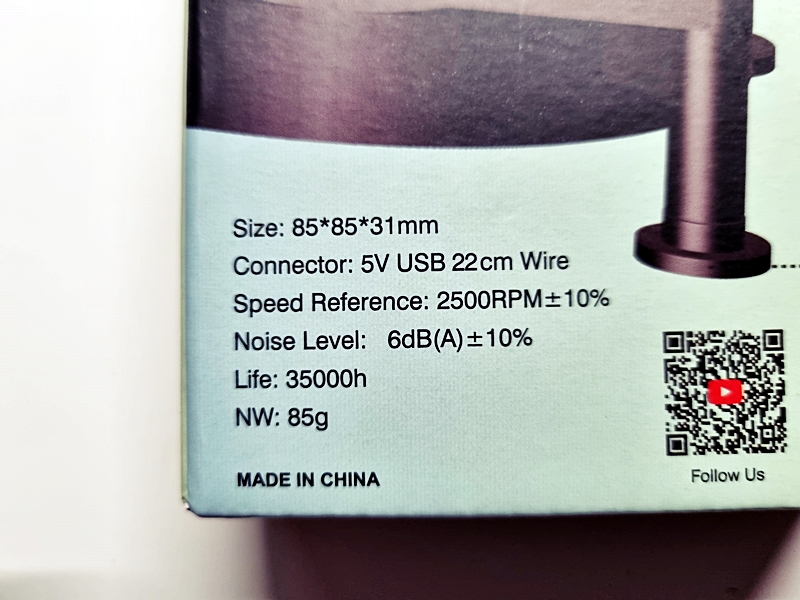 Size: 85*85*31mm
Connector: 5V USB 22cm Wire
Speed Reference: 2500RPM±10%
Noise Level: 6dB(A)±10%
Life: 35000h
NW: 85g
MADE IN CHINA
Follow Us